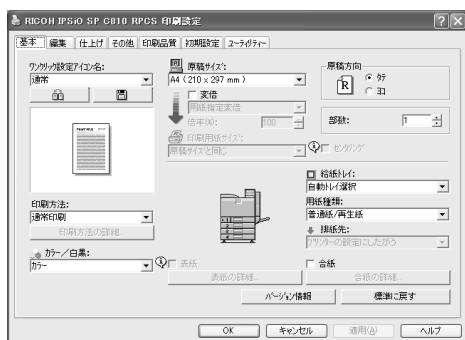 RICOH IPSiO SP C810 RPCS 印刷設定
基本 編集 仕上げ その他 印刷品質 初期設定 ユーティリティー
ワンクリック設定アイコン名:
通常
印刷方法:
通常印刷
印刷方法の詳細...
カラー/白黒:
カラー
原稿サイズ:
A4 (210 x 297 mm)
変倍
用紙指定変倍
倍率(%): 100
印刷用紙サイズ:
原稿サイズと同じ
原稿方向
R
タテ
ヨコ
部数: 1
センタリング
給紙トレイ:
自動トレイ選択
用紙種類:
普通紙/再生紙
排紙先:
プリンターの設定にしたがう
表紙
表紙の詳細...
合紙
合紙の詳細...
バージョン情報 標準に戻す
OK キャンセル 適用(A) ヘルプ